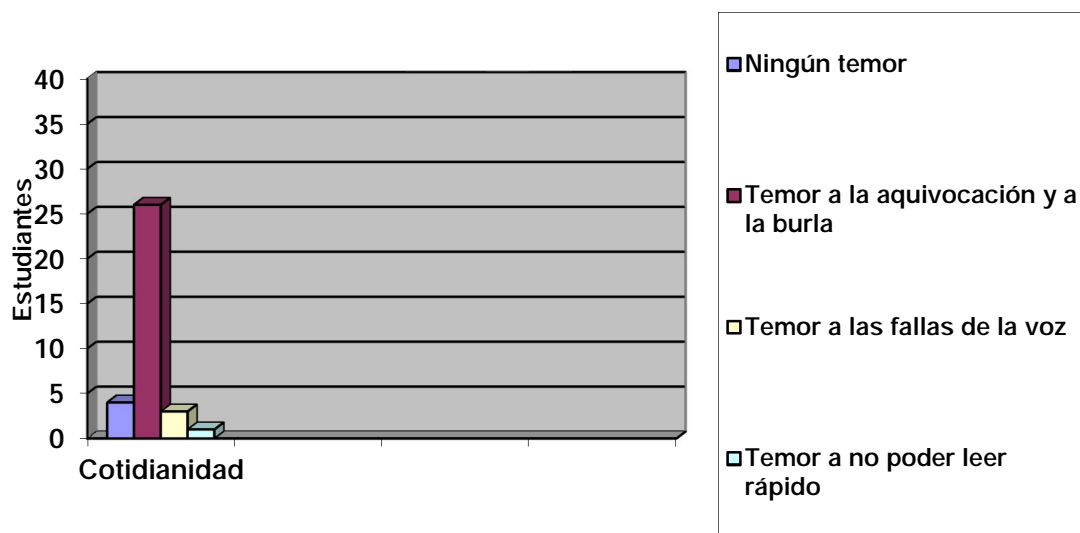 40
35
30
25
20
15
10
5
0
Estudiantes
Cotidianidad
Ningún temor
Temor a la aquivocación y a
la burla
Temor a las fallas de la voz
Temor a no poder leer
rápido